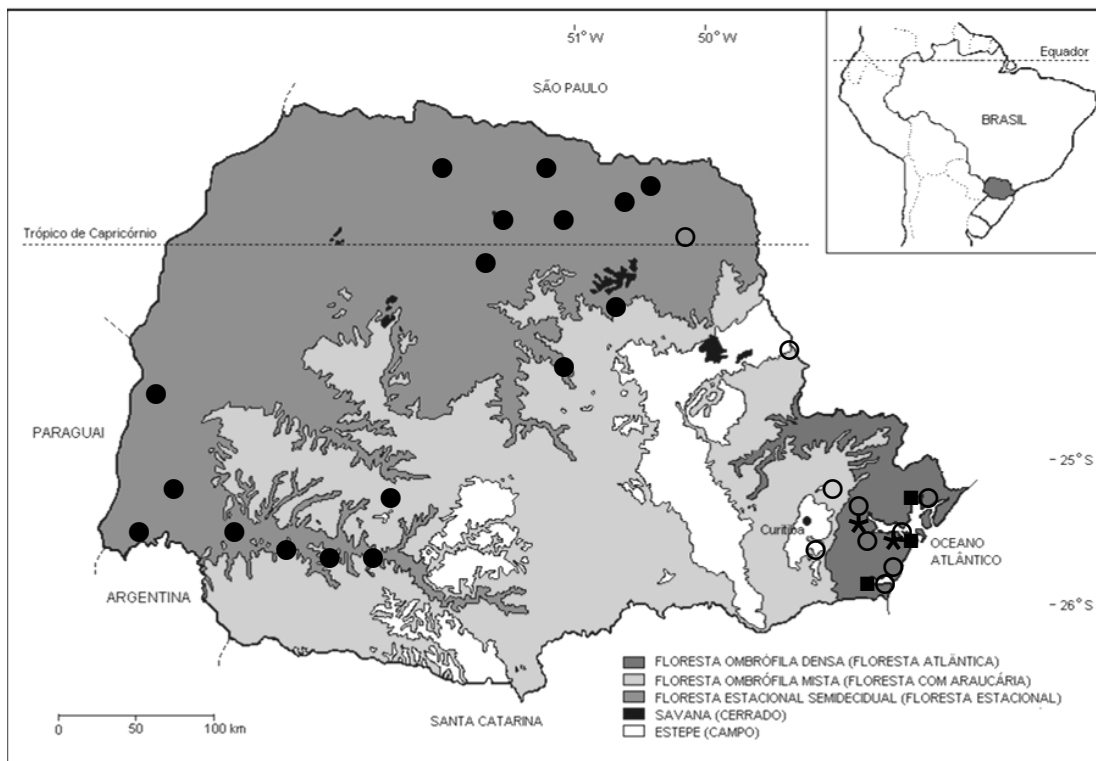 51° W
50° W
SÃO PAULO
Equador
BRASIL
Trópico de Capricórnio
PARAGUAI
25° S
Curitiba
OCEANO
ATLÂNTICO
ARGENTINA
26° S
FLORESTA OMBRÓFILA DENSA (FLORESTA ATLÂNTICA)
FLORESTA OMBRÓFILA MISTA (FLORESTA COM ARAUCÁRIA)
FLORESTA ESTACIONAL SEMIDECIDUAL (FLORESTA ESTACIONAL)
SAVANA (CERRADO)
ESTEPE (CAMPO)
SANTA CATARINA
0 50 100 km